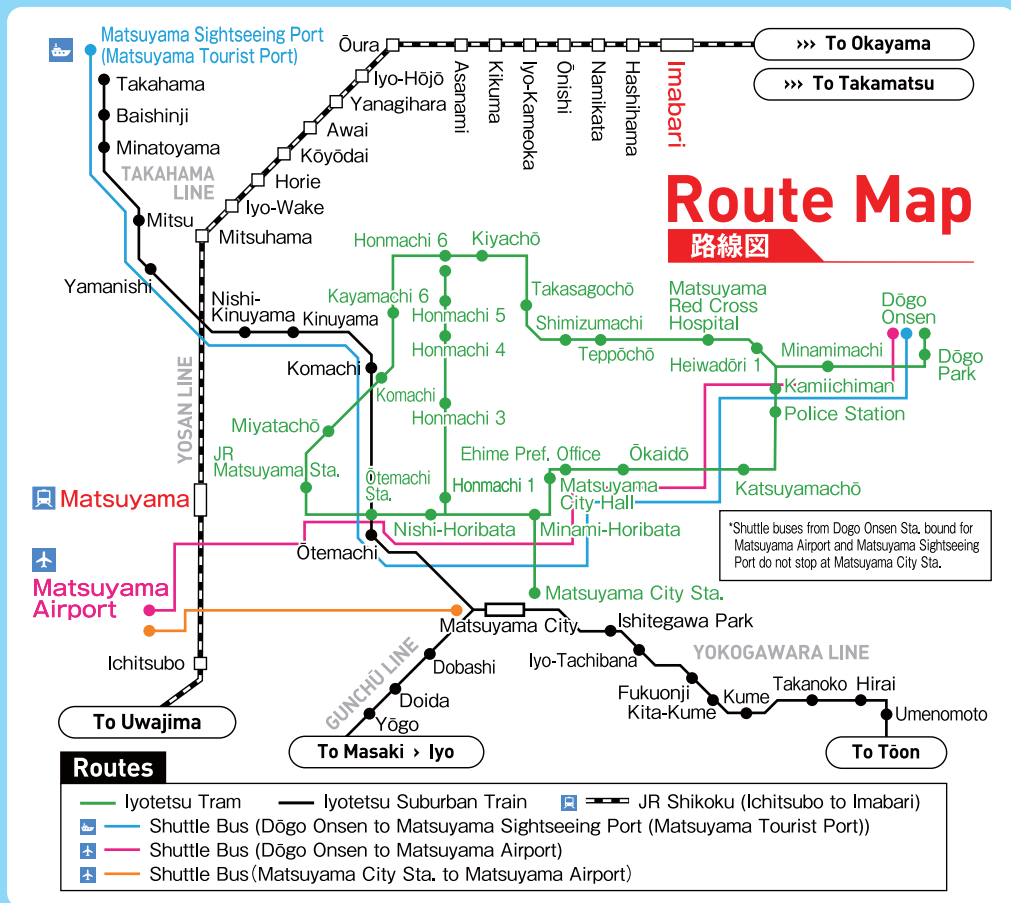 Matsuyama Sightseeing Port
(Matsuyama Tourist Port)
Takahama
Baishinji
Minatoyama
TAKAHAMA
LINE
Mitsu
Yamanishi
Nishi-
Kinuyama
Kinuyama
Komachi
Ōura
Iyo-Hōjō
Yanagihara
Awai
Kōyōdai
Horie
Iyo-Wake
Mitsuhama
Asanami
Kikuma
Iyo-Kameoka
Ōnishi
Namikata
Hashihama
Imabari
››› To Okayama
››› To Takamatsu
Route Map
路線図
Honmachi 6
Kiyachō
Kayamachi 6
Honmachi 5
Honmachi 4
Honmachi 3
Honmachi 1
Takasagochō
Shimizumachi
Teppōchō
Matsuyama
Red Cross
Hospital
Heiwadōri 1
Minamimachi
Dōgo
Onsen
Dōgo
Park
Kamiichiman
Police Station
Komachi
Miyatachō
JR
Matsuyama Sta.
Ōtemachi
Sta.
Ehime Pref. Office
Ōkaidō
Matsuyama
City Hall
Katsuyamachō
Nishi-Horibata
Minami-Horibata
YOSAN LINE
Matsuyama
Ōtemachi
Matsuyama
Airport
Matsuyama City Sta.
*Shuttle buses from Dogo Onsen Sta. bound for
Matsuyama Airport and Matsuyama Sightseeing
Port do not stop at Matsuyama City Sta.
Matsuyama City
Ishitegawa Park
Iyo-Tachibana
YOKOGAWARA LINE
Fukuonji
Kita-Kume
Kume
Takanoko
Hirai
Umenomoto
To Tōon
Ichitsubo
To Uwajima
GUNCHŪ LINE
Dobashi
Doida
Yōgo
To Masaki › Iyo
Routes
Iyotetsu Tram
Iyotetsu Suburban Train
JR Shikoku (Ichitsubo to Imabari)
Shuttle Bus (Dōgo Onsen to Matsuyama Sightseeing Port (Matsuyama Tourist Port))
Shuttle Bus (Dōgo Onsen to Matsuyama Airport)
Shuttle Bus (Matsuyama City Sta. to Matsuyama Airport)